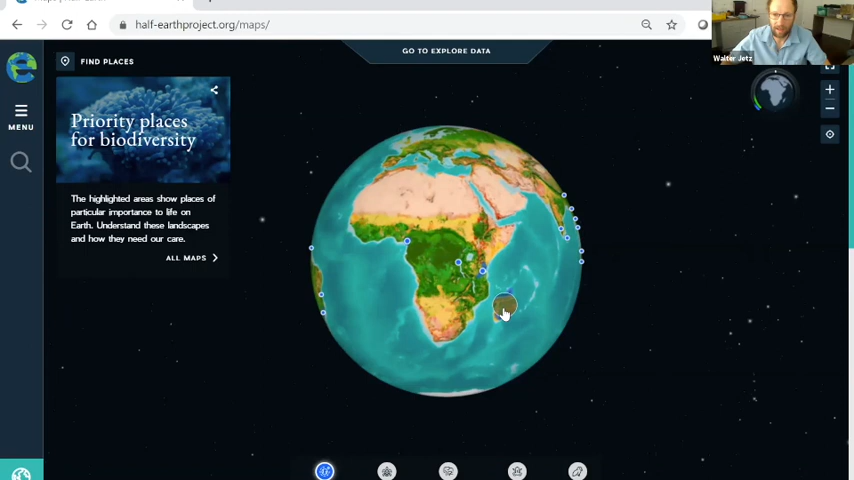 half-earthproject.org/maps/
Walter Jetz
GO TO EXPLORE DATA
FIND PLACES
MENU
Priority places
for biodiversity
The highlighted areas show places of
particular importance to life on
Earth. Understand these landscapes
and how they need our care.
ALL MAPS